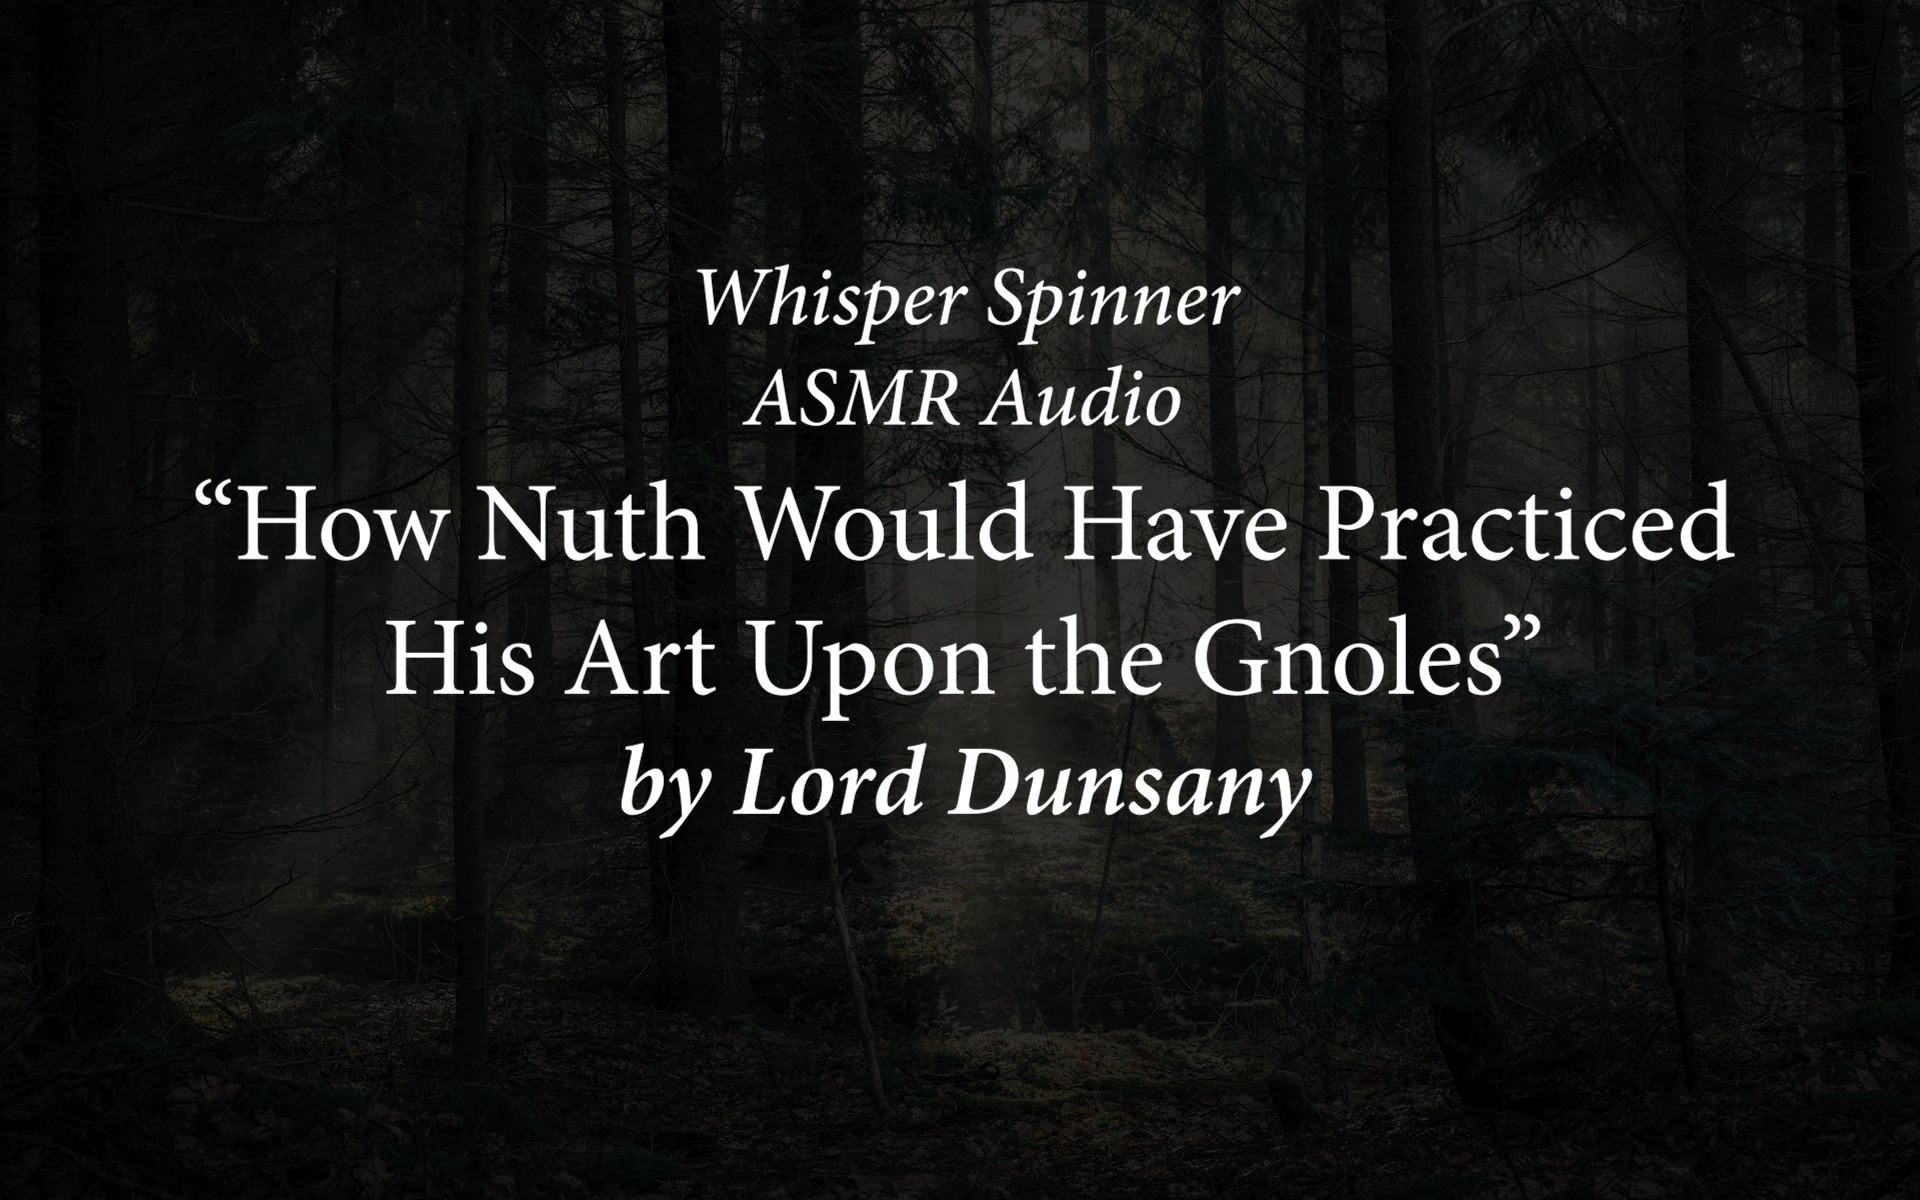 Whisper Spinner
ASMR Audio
“How Nuth Would Have Practiced
His Art Upon the Gnoles”
by Lord Dunsany